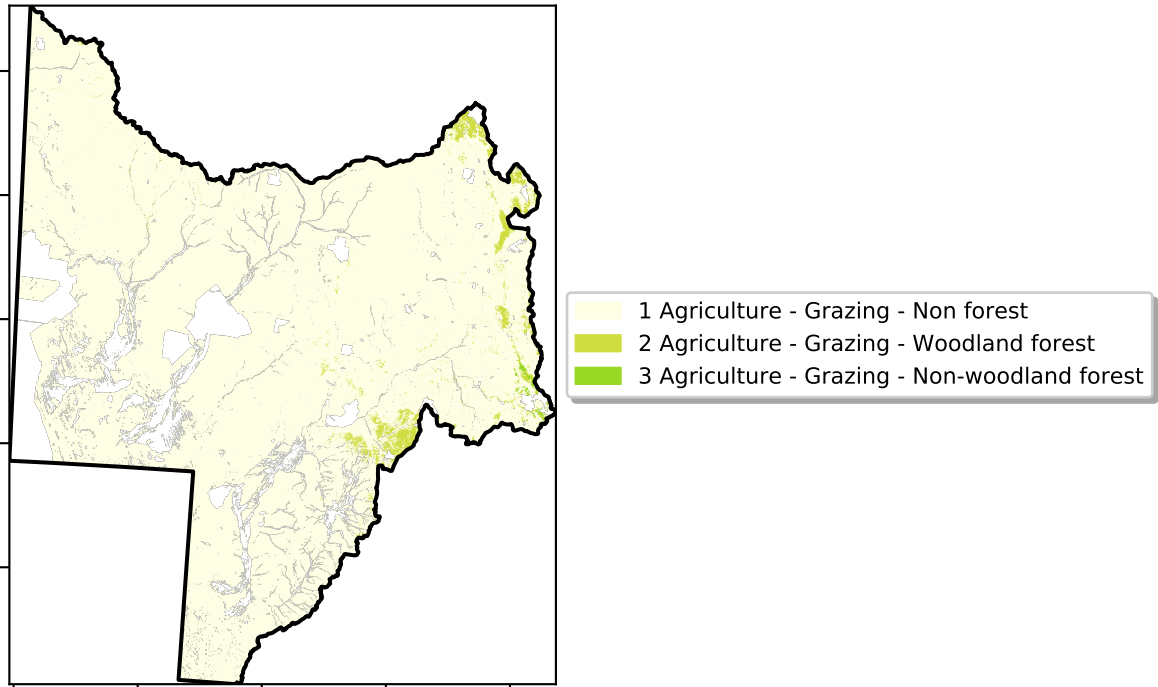 1 Agriculture - Grazing - Non forest
2 Agriculture - Grazing - Woodland forest
3 Agriculture - Grazing - Non-woodland forest